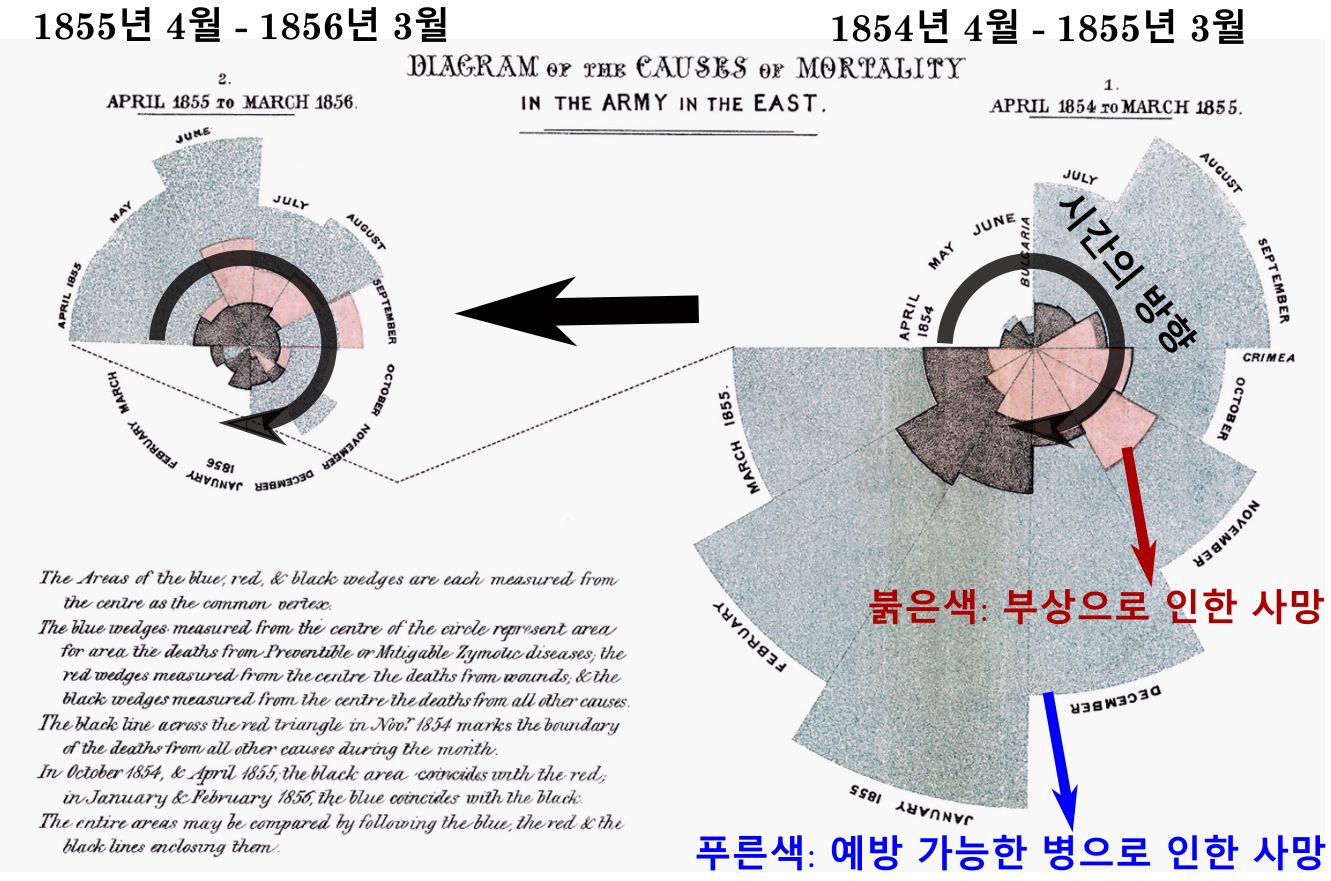 1855년 4월 - 1856년 3월
1854년 4월 - 1855년 3월
DIAGRAM OF THE CAUSES OF MORTALITY
IN THE ARMY IN THE EAST.
2.
APRIL 1855 TO MARCH 1856.
1.
APRIL 1854 TO MARCH 1855.
APRIL 1855
MAY
JUNE
JULY
AUGUST
SEPTEMBER
OCTOBER
NOVEMBER
DECEMBER
JANUARY
1856
FEBRUARY
MARCH
APRIL
1854
MAY
JUNE
BULGARIA
JULY
AUGUST
SEPTEMBER
CRIMEA
OCTOBER
NOVEMBER
DECEMBER
JANUARY 1855
FEBRUARY
MARCH 1855.
시간의 방향
붉은색: 부상으로 인한 사망
푸른색: 예방 가능한 병으로 인한 사망
The Areas of the blue, red, & black wedges are each measured from
the centre as the common vertex.
The blue wedges measured from the centre of the circle represent area
for area the deaths from Preventible or Mitigable Zymotic diseases; the
red wedges measured from the centre the deaths from wounds; & the
black wedges measured from the centre the deaths from all other causes.
The black line across the red triangle in Nov.r 1854 marks the boundary
of the deaths from all other causes during the month.
In October 1854, & April 1855; the black area coincides with the red;
in January & February 1856, the blue coincides with the black.
The entire areas may be compared by following the blue, the red & the
black lines enclosing them.